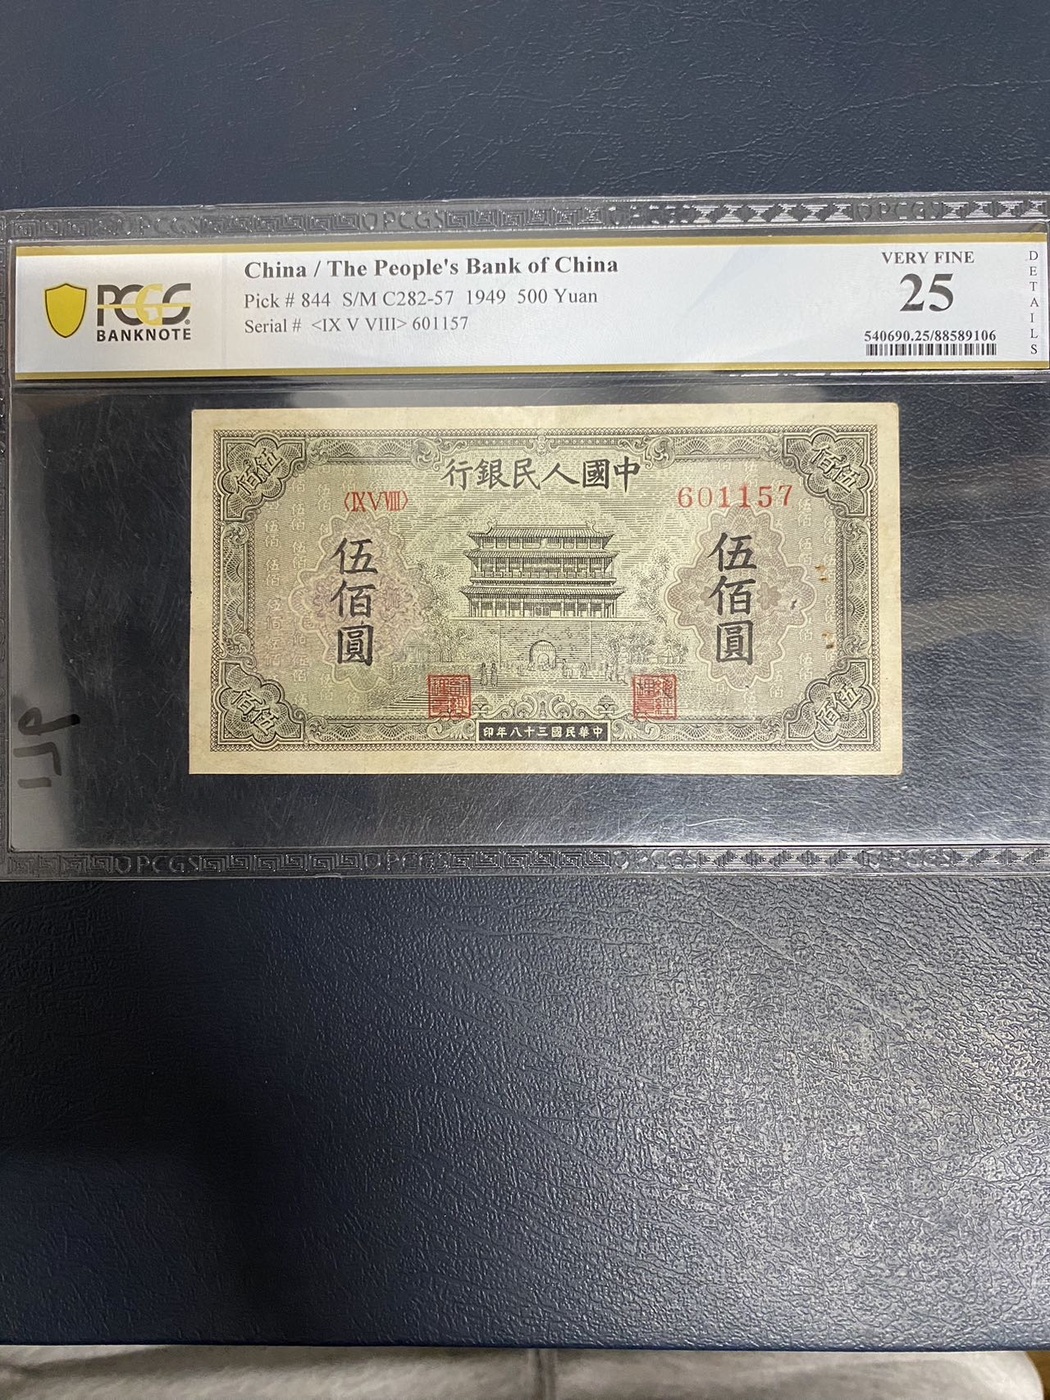 PCGS
BANKNOTE
China / The People's Bank of China
Pick # 844 S/M C282-57 1949 500 Yuan
Serial # <IX V VIII> 601157
VERY FINE
25
540690.25/88589106
DETAILS
行銀民人國中
〈IX V VIII〉
601157
伍佰圓
伍佰圓
佰伍
佰伍
佰伍
佰伍
印年八十三國民華中